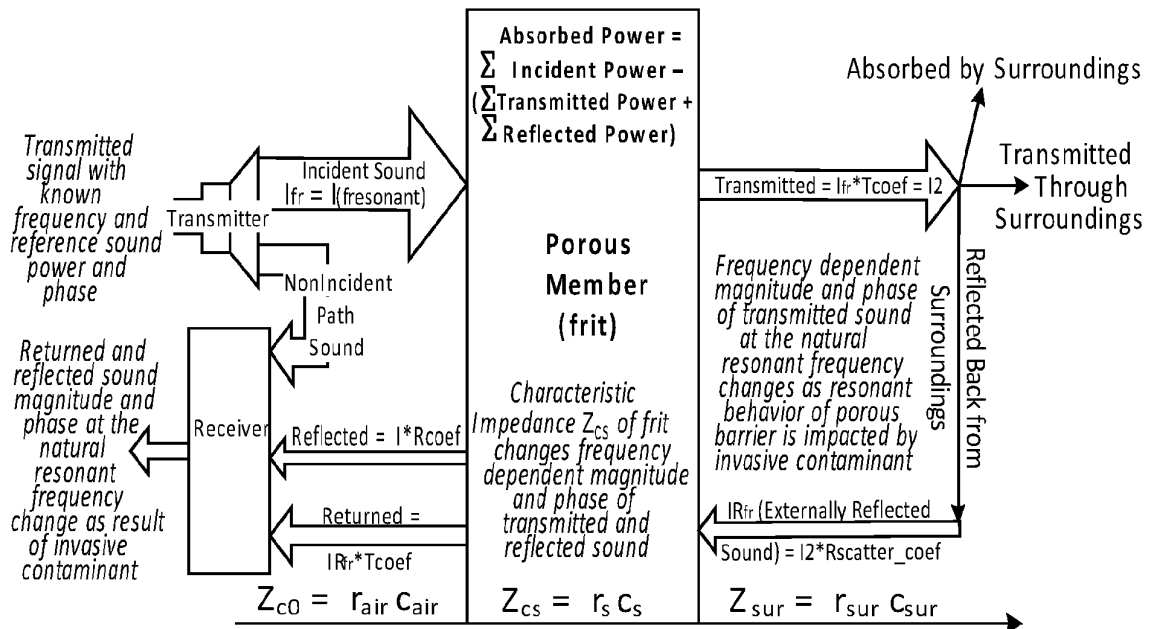 Transmitted
signal with
known
frequency and
reference sound
power and
phase
Transmitter
Incident Sound
Ifr = I(fresonant)
NonIncident
Path
Sound
Returned and
reflected sound
magnitude and
phase at the
natural
resonant
frequency
change as result
of invasive
contaminant
Receiver
Reflected = I*Rcoef
Returned =
IRfr*Tcoef
Absorbed Power =
Σ Incident Power –
(ΣTransmitted Power +
Σ Reflected Power)
Porous
Member
(frit)
Characteristic
Impedance Zcs of frit
changes frequency
dependent magnitude
and phase of
transmitted and
reflected sound
Transmitted = Ifr*Tcoef = I2
Absorbed by Surroundings
Transmitted
Through
Surroundings
Frequency dependent
magnitude and phase
of transmitted sound
at the natural
resonant frequency
changes as resonant
behavior of porous
barrier is impacted by
invasive contaminant
Reflected Back from
Surroundings
IRfr (Externally Reflected
Sound) = I2*Rscatter_coef
Zc0 = rair cair
Zcs = rs cs
Zsur = rsur csur